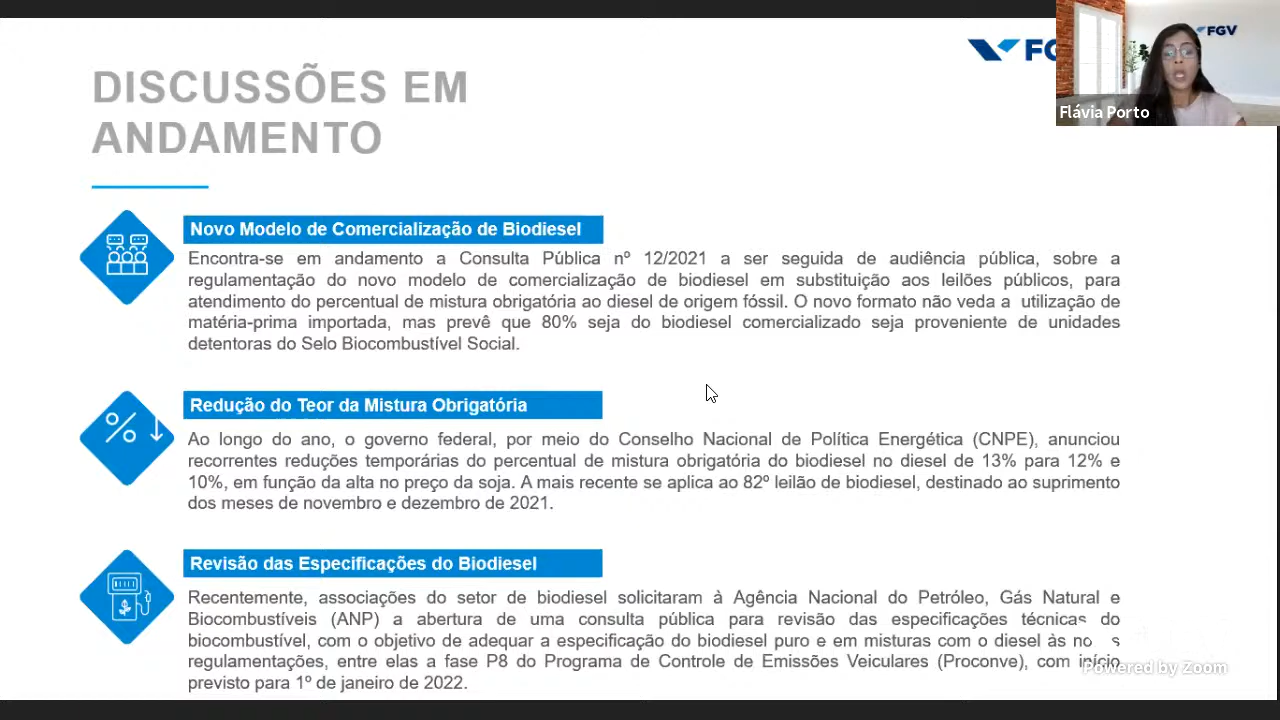 DISCUSSÕES EM
ANDAMENTO
FGV
Flávia Porto
Novo Modelo de Comercialização de Biodiesel
Encontra-se em andamento a Consulta Pública nº 12/2021 a ser seguida de audiência pública, sobre a
regulamentação do novo modelo de comercialização de biodiesel em substituição aos leilões públicos, para
atendimento do percentual de mistura obrigatória ao diesel de origem fóssil. O novo formato não veda a utilização de
matéria-prima importada, mas prevê que 80% seja do biodiesel comercializado seja proveniente de unidades
detentoras do Selo Biocombustível Social.
Redução do Teor da Mistura Obrigatória
Ao longo do ano, o governo federal, por meio do Conselho Nacional de Política Energética (CNPE), anunciou
recorrentes reduções temporárias do percentual de mistura obrigatória do biodiesel no diesel de 13% para 12% e
10%, em função da alta no preço da soja. A mais recente se aplica ao 82º leilão de biodiesel, destinado ao suprimento
dos meses de novembro e dezembro de 2021.
Revisão das Especificações do Biodiesel
Recentemente, associações do setor de biodiesel solicitaram à Agência Nacional do Petróleo, Gás Natural e
Biocombustíveis (ANP) a abertura de uma consulta pública para revisão das especificações técnicas do
biocombustível, com o objetivo de adequar a especificação do biodiesel puro e em misturas com o diesel às
regulamentações, entre elas a fase P8 do Programa de Controle de Emissões Veiculares (Proconve), com início
previsto para 1º de janeiro de 2022.
Powered by Zoom